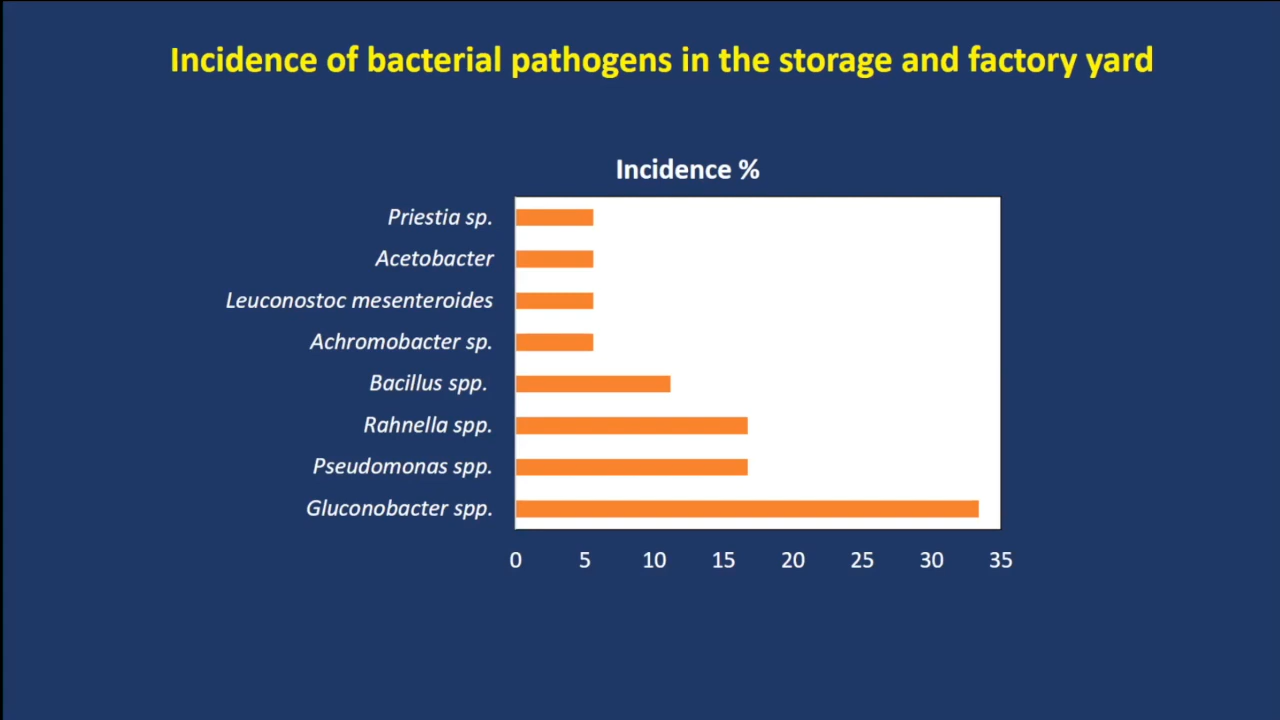 Incidence of bacterial pathogens in the storage and factory yard
Incidence %
Priestia sp.
Acetobacter
Leuconostoc mesenteroides
Achromobacter sp.
Bacillus spp.
Rahnella spp.
Pseudomonas spp.
Gluconobacter spp.
0 5 10 15 20 25 30 35